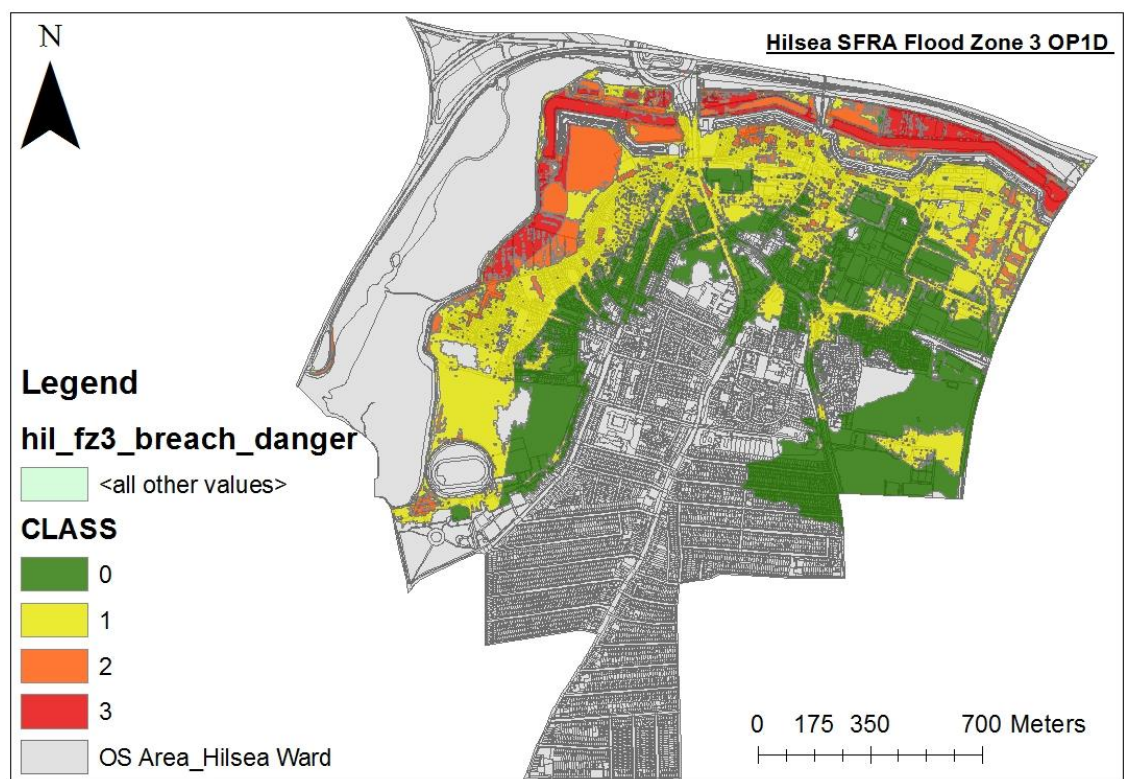 Hilsea SFRA Flood Zone 3 OP1D
N
Legend
hil_fz3_breach_danger
<all other values>
CLASS
0
1
2
3
OS Area_Hilsea Ward
0 175 350 700 Meters